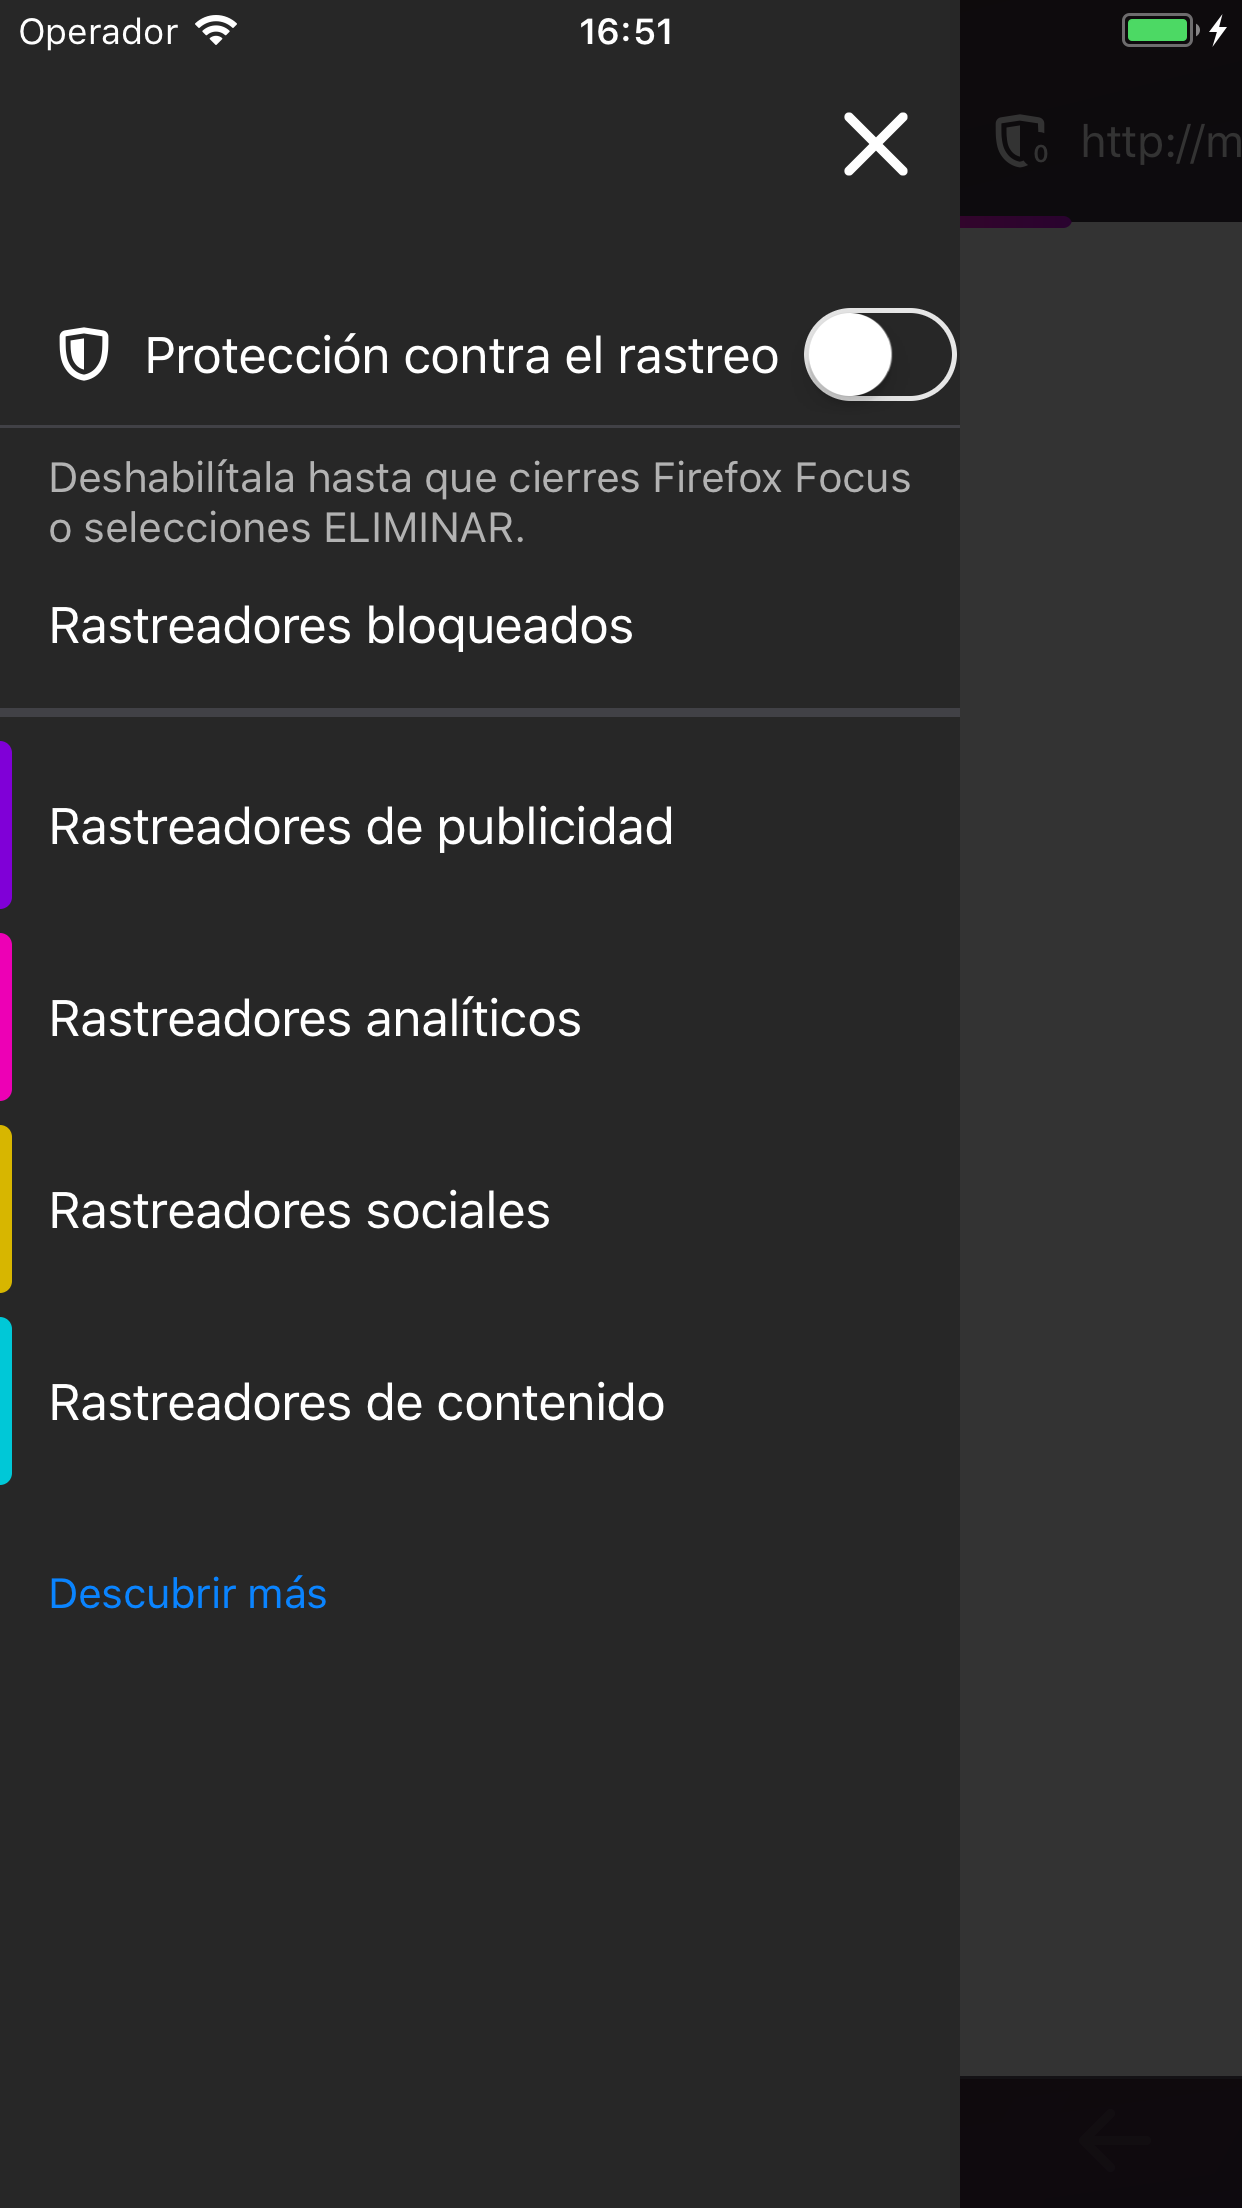 Operador
16:51
http://m
0
Protección contra el rastreo
Deshabilítala hasta que cierres Firefox Focus
o selecciones ELIMINAR.
Rastreadores bloqueados
Rastreadores de publicidad
Rastreadores analíticos
Rastreadores sociales
Rastreadores de contenido
Descubrir más